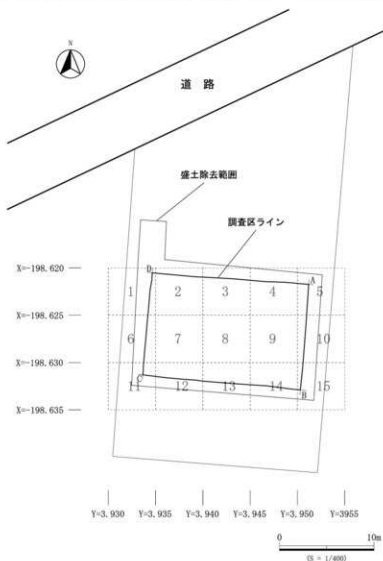 N
道 路
盛土除去範囲
調査区ライン
X=-198.620
D
A
1 2 3 4 5
X=-198.625
6 7 8 9 10
X=-198.630
C
11 12 13 14 15
B
X=-198.635
Y=3.930 Y=3.935 Y=3.940 Y=3.945 Y=3.950 Y=3955
0 10m
(S = 1/400)